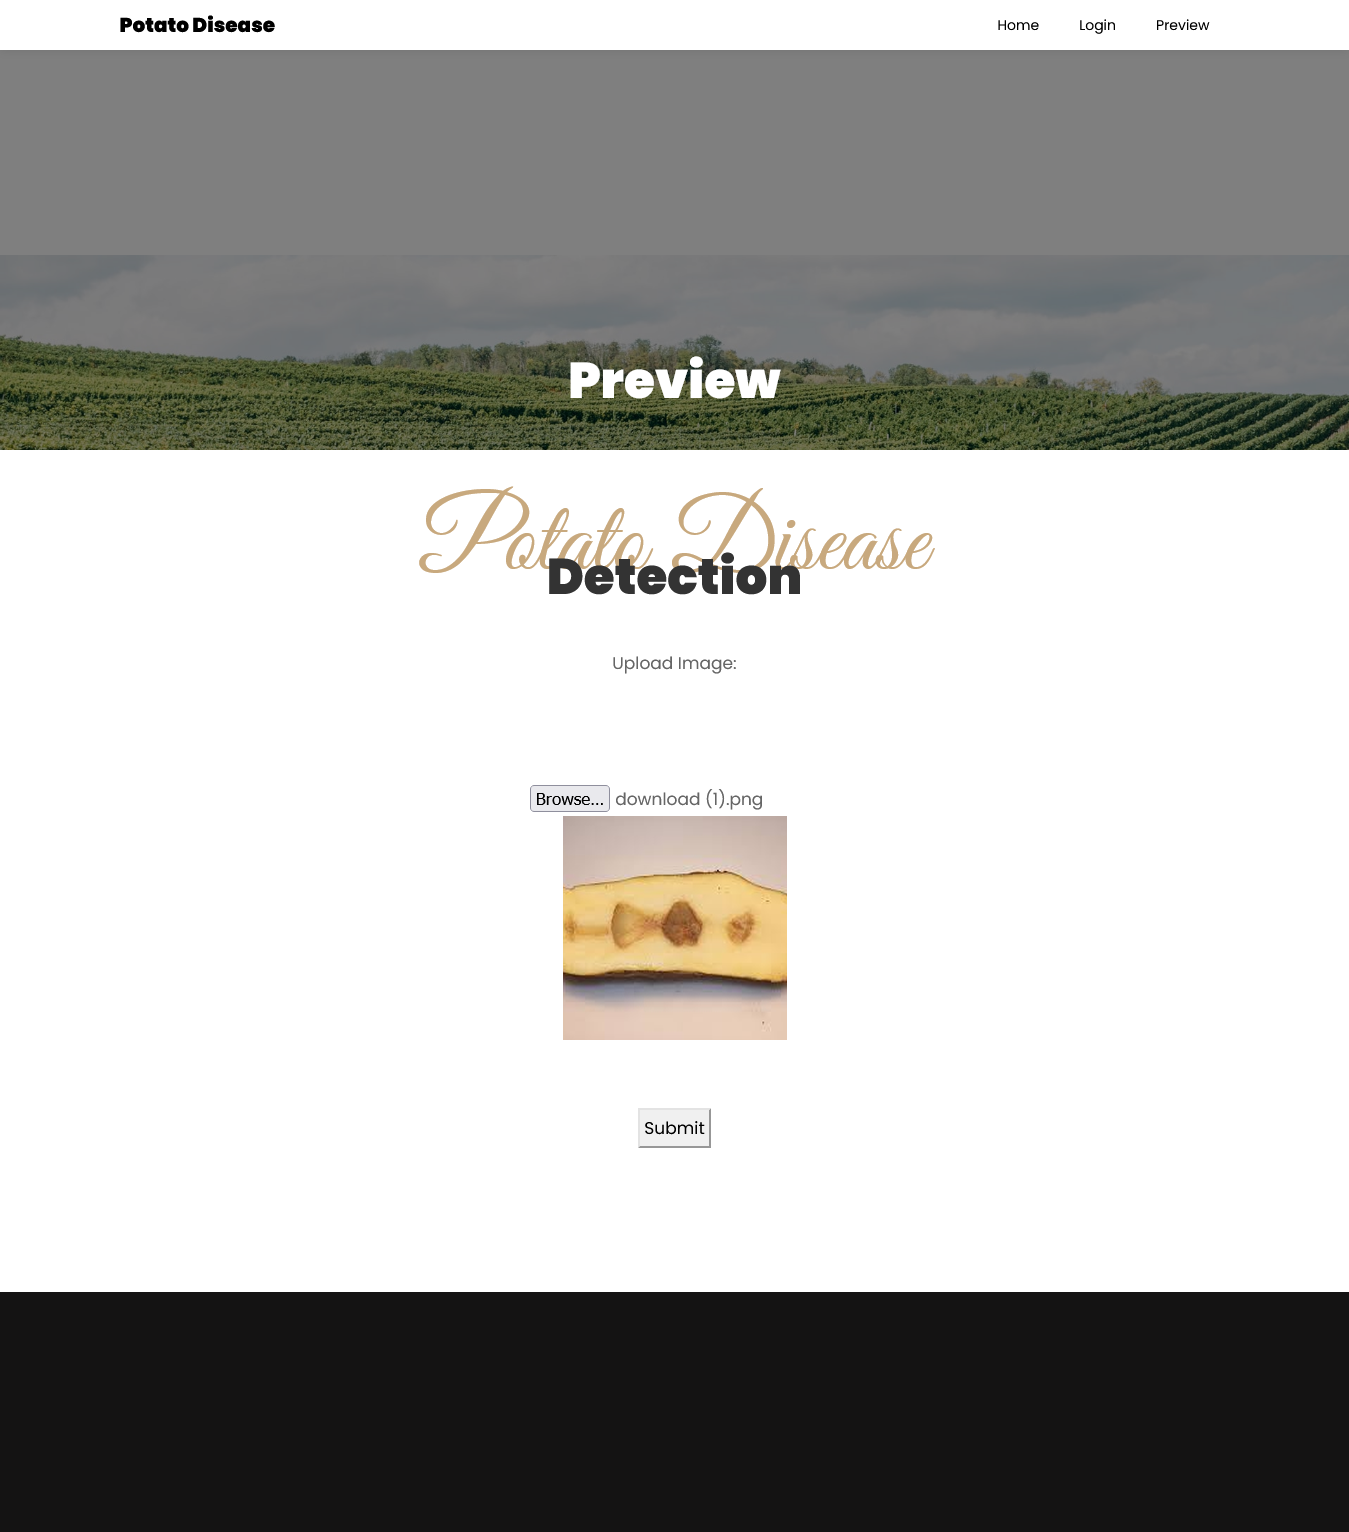 Potato Disease
Home Login Preview
Preview
Potato Disease
Detection
Upload Image:
Browse... download (1).png
Submit